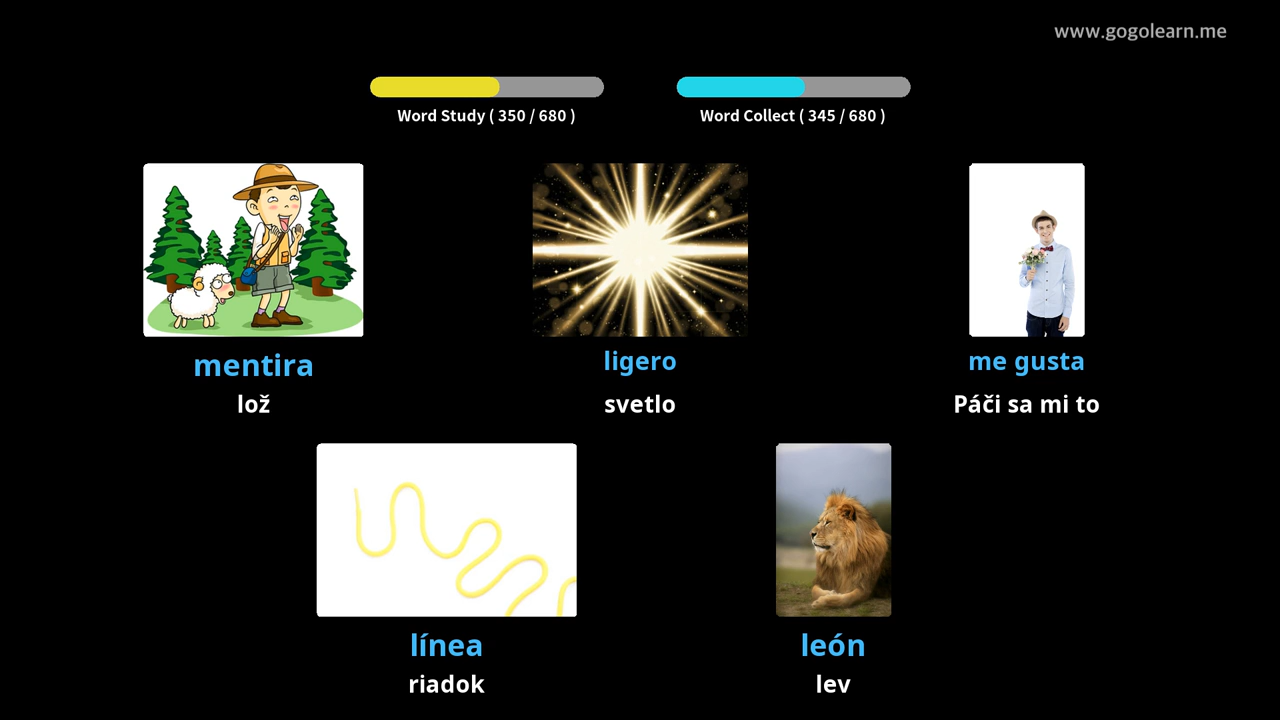 www.gogolearn.me
Word Study ( 350 / 680 )
Word Collect ( 345 / 680 )
mentira
lož
ligero
svetlo
me gusta
Páči sa mi to
línea
riadok
león
lev